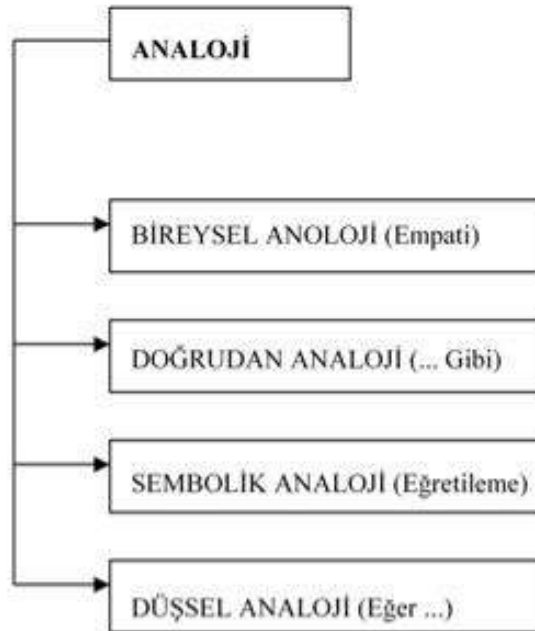 ANALOJİ
BİREYSEL ANOLOJİ (Empati)
DOĞRUDAN ANALOJİ (... Gibi)
SEMBOLİK ANALOJİ (Eğretileme)
DÜŞSEL ANALOJİ (Eğer ...)